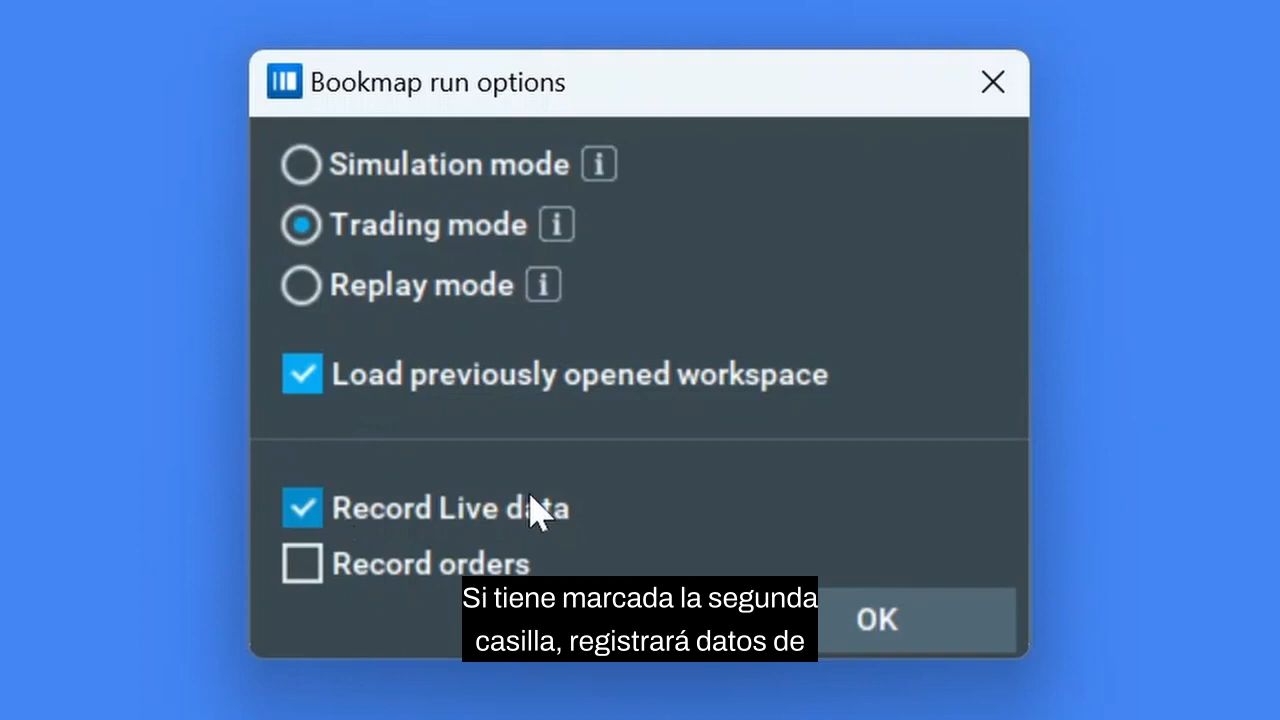 Bookmap run options
Simulation mode
Trading mode
Replay mode
Load previously opened workspace
Record Live data
Record orders
OK
Si tiene marcada la segunda
casilla, registrará datos de